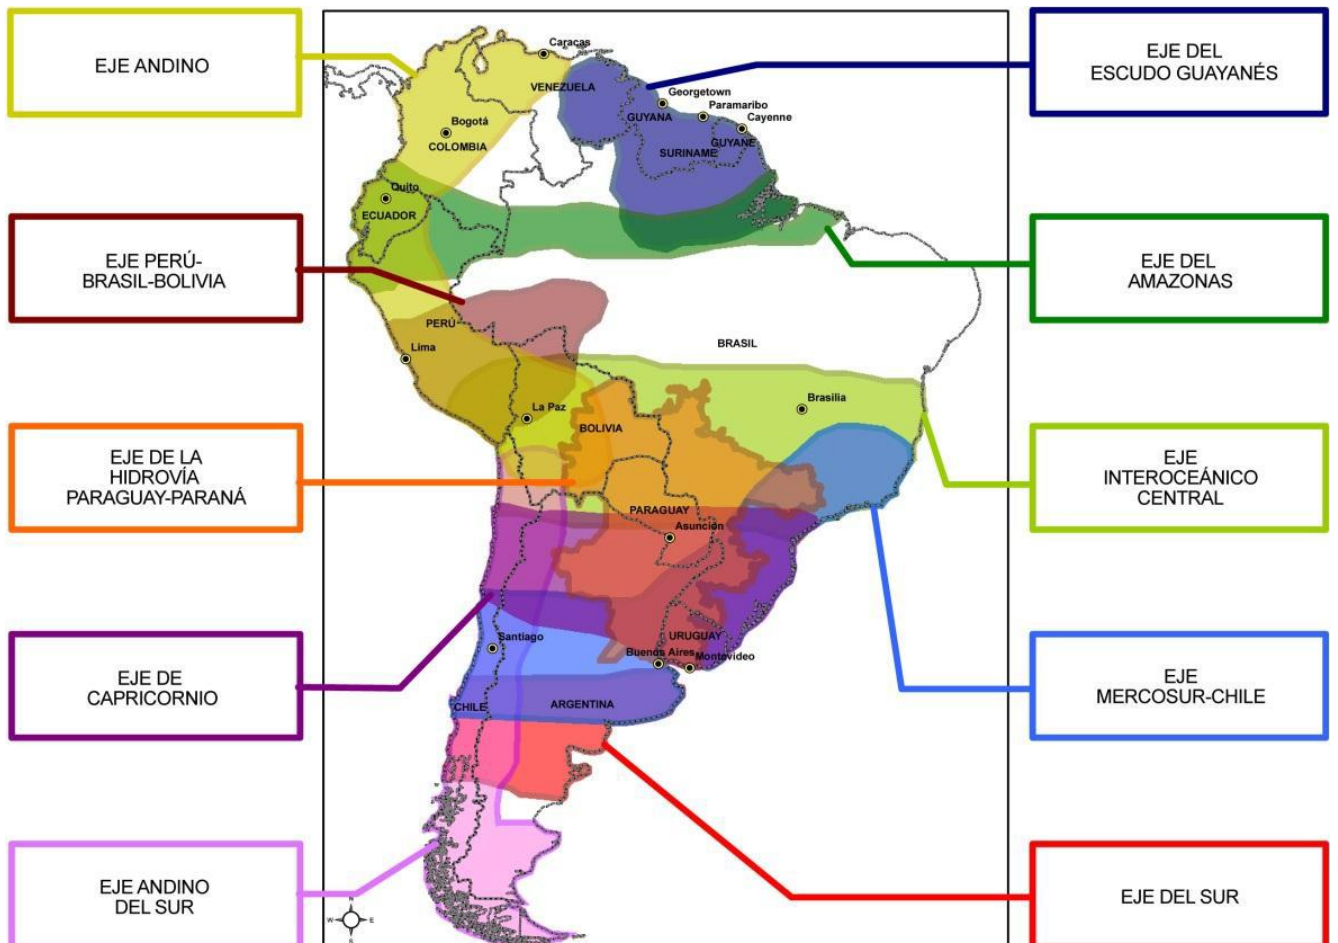 EJE ANDINO
EJE PERÚ-
BRASIL-BOLIVIA
EJE DE LA
HIDROVÍA
PARAGUAY-PARANÁ
EJE DE
CAPRICORNIO
EJE ANDINO
DEL SUR
Caracas
VENEZUELA
Georgetown
Paramaribo
Cayenne
GUYANA
GUYANE
SURINAME
Bogotá
COLOMBIA
Quito
ECUADOR
PERÚ
BRASIL
Lima
Brasilia
La Paz
BOLIVIA
PARAGUAY
Asunción
URUGUAY
Santiago
Buenos Aires
Montevideo
CHILE
ARGENTINA
N
W E
S
EJE DEL
ESCUDO GUAYANÉS
EJE DEL
AMAZONAS
EJE
INTEROCEÁNICO
CENTRAL
EJE
MERCOSUR-CHILE
EJE DEL SUR